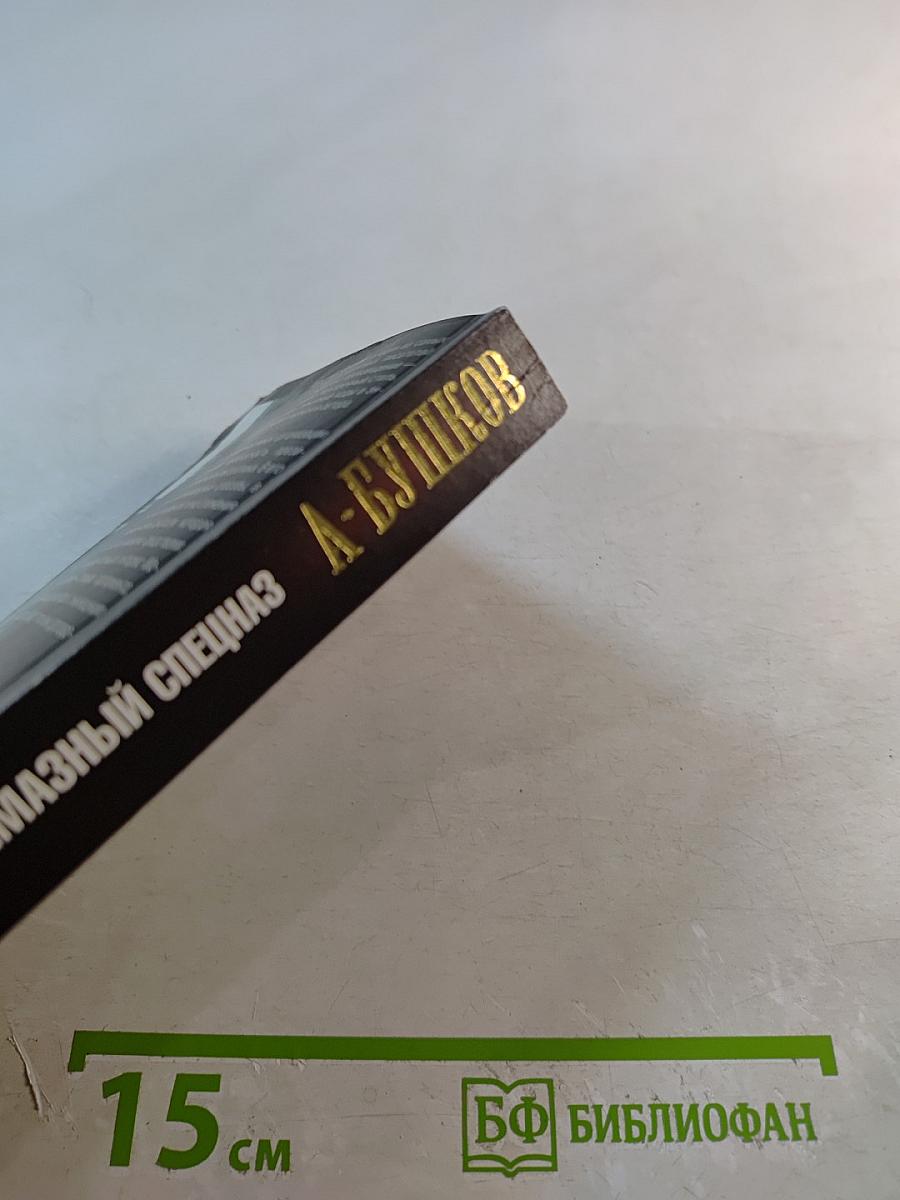 А·БУШКОВ
МАЗНЫЙ СПЕЦНАЗ
15 см
БФ БИБЛИОФАН